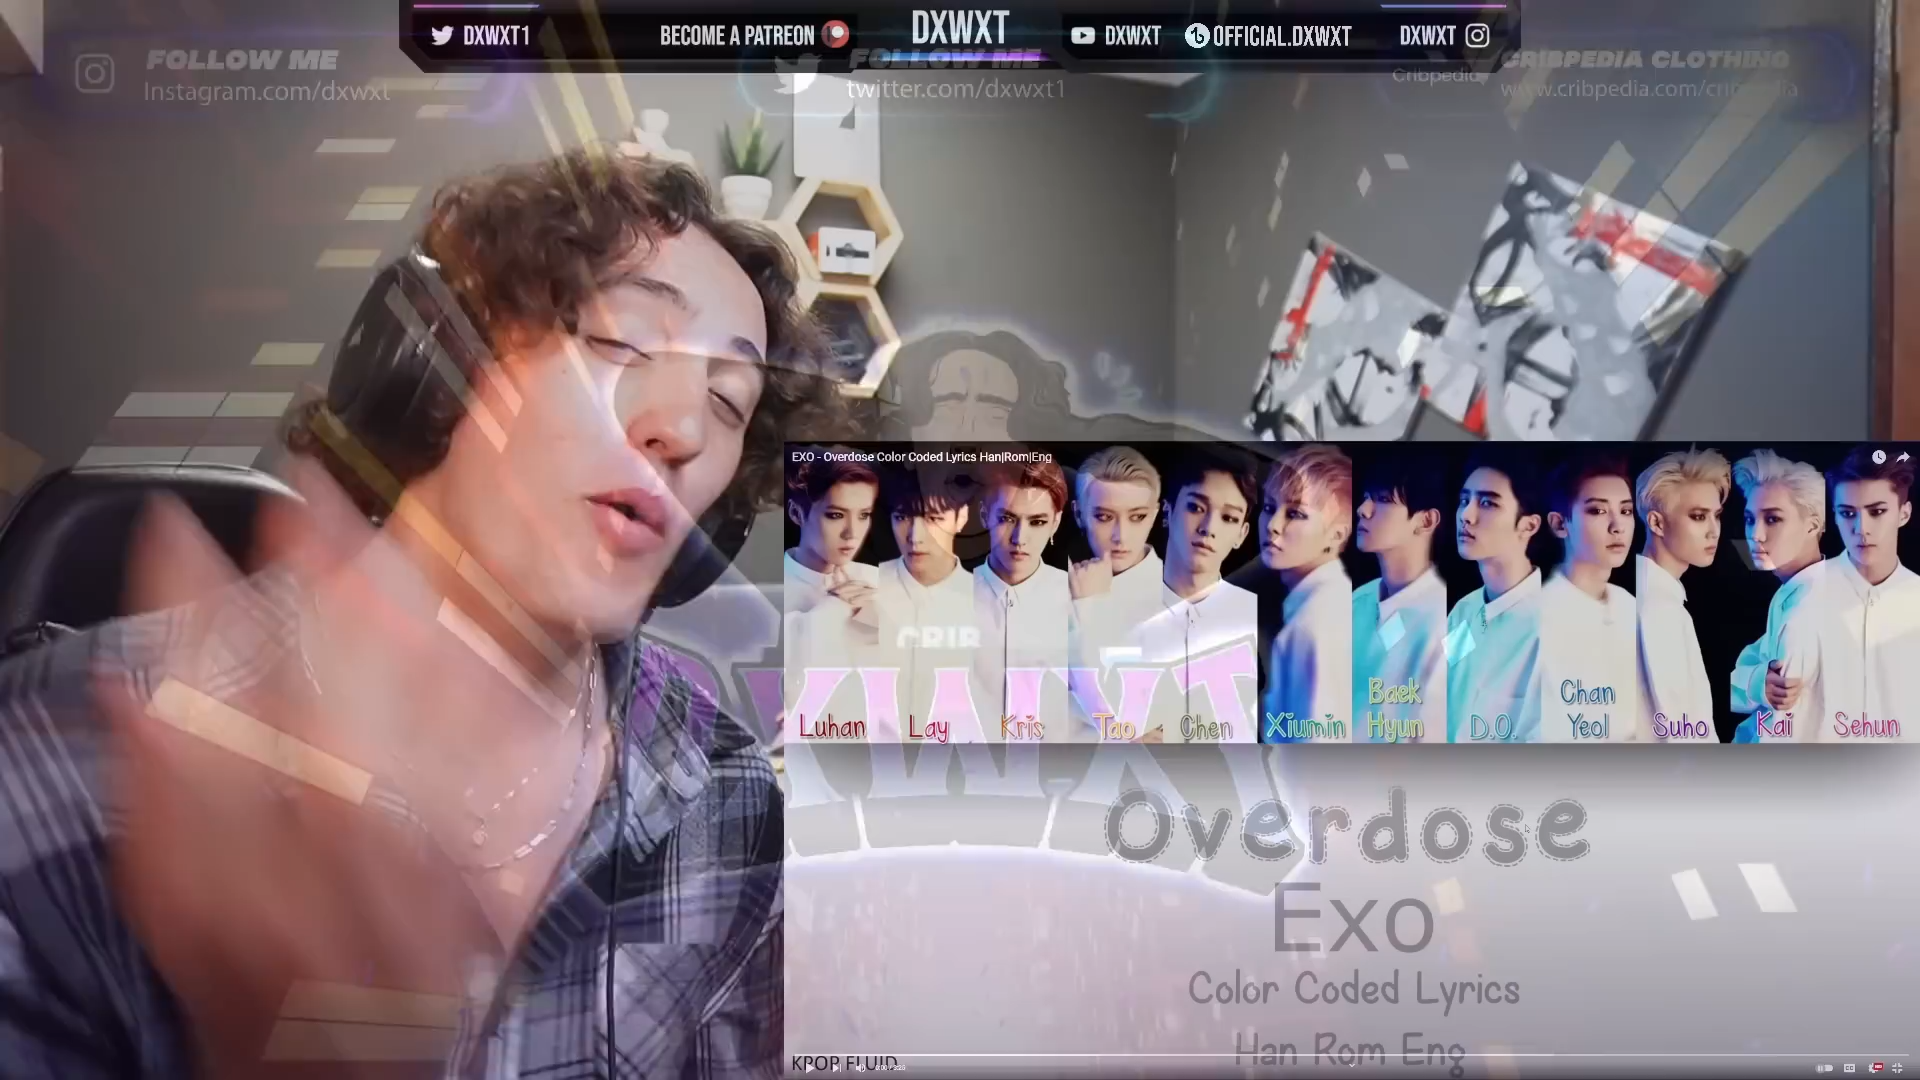 DXWXT1
BECOME A PATREON
DXWXT
DXWXT
OFFICIAL.DXWXT
DXWXT
FOLLOW ME
Instagram.com/dxwxt
FOLLOW ME
twitter.com/dxwxt1
Cribpedia
CRIBPEDIA CLOTHING
EXO - Overdose Color Coded Lyrics Han|Rom|Eng
CRIB
DXWXT
Luhan
Lay
Kris
Tao
Chen
Xiumin
Baek
Hyun
D.O.
Chan
Yeol
Suho
Kai
Sehun
Overdose
Exo
Color Coded Lyrics
Han Rom Eng
KPOP FLUID